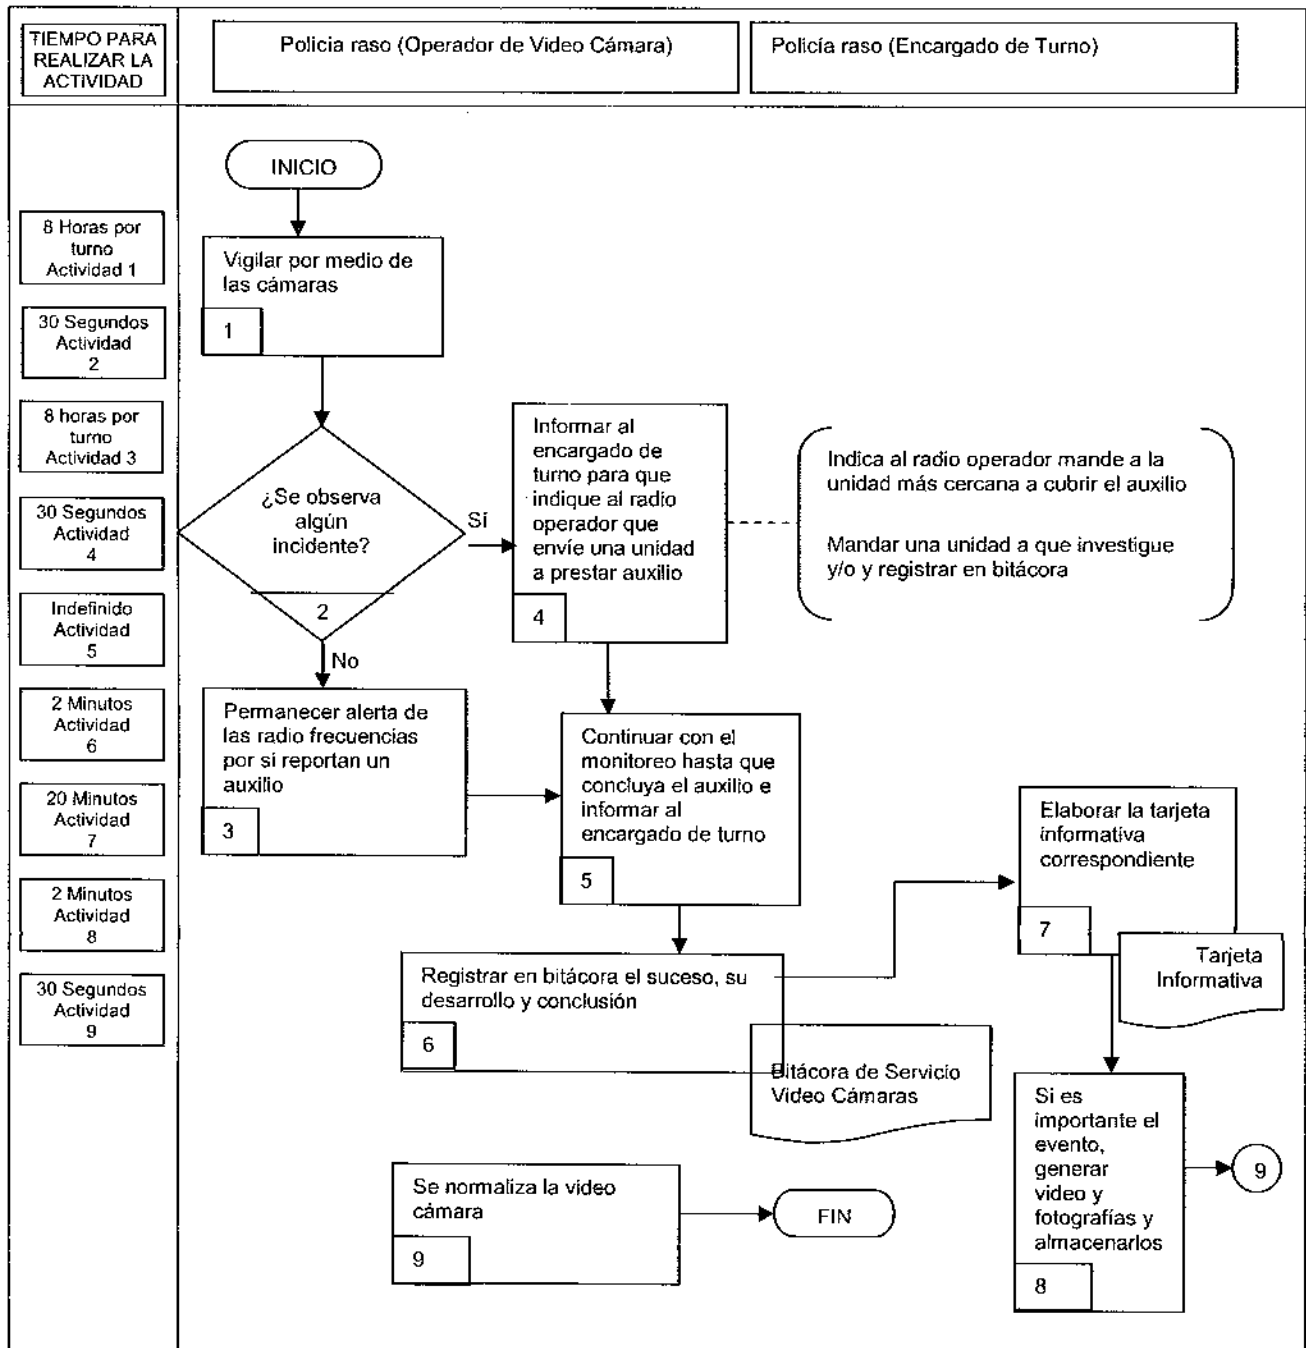 TIEMPO PARA
REALIZAR LA
ACTIVIDAD
Policia raso (Operador de Video Cámara)
Policía raso (Encargado de Turno)
8 Horas por
turno
Actividad 1
30 Segundos
Actividad
2
8 horas por
turno
Actividad 3
30 Segundos
Actividad
4
Indefinido
Actividad
5
2 Minutos
Actividad
6
20 Minutos
Actividad
7
2 Minutos
Actividad
8
30 Segundos
Actividad
9
INICIO
Vigilar por medio de
las cámaras
1
¿Se observa
algún
incidente?
2
Sí
No
Informar al
encargado de
turno para que
indique al radio
operador que
envíe una unidad
a prestar auxilio
4
Indica al radio operador mande a la
unidad más cercana a cubrir el auxilio
Mandar una unidad a que investigue
y/o y registrar en bitácora
Permanecer alerta de
las radio frecuencias
por si reportan un
auxilio
3
Continuar con el
monitoreo hasta que
concluya el auxilio e
informar al
encargado de turno
5
Elaborar la tarjeta
informativa
correspondiente
7
Tarjeta
Informativa
Registrar en bitácora el suceso, su
desarrollo y conclusión
6
Bitácora de Servicio
Video Cámaras
Si es
importante el
evento,
generar
video y
fotografías y
almacenarlos
8
9
Se normaliza la video
cámara
9
FIN